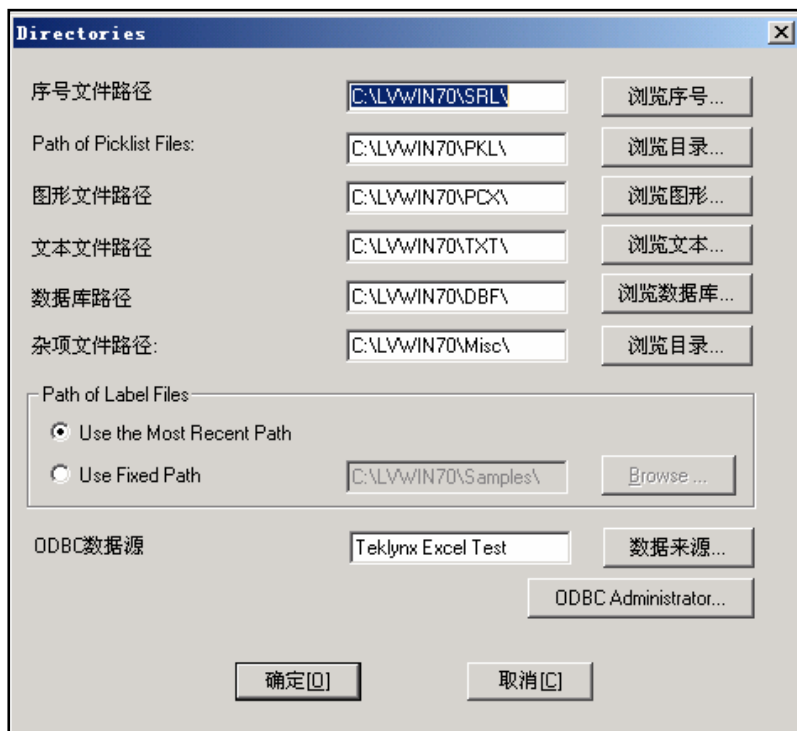 Directories
序号文件路径 C:\LVWIN70\SRL\ 浏览序号...
Path of Picklist Files: C:\LVWIN70\PKL\ 浏览目录...
图形文件路径 C:\LVWIN70\PCX\ 浏览图形...
文本文件路径 C:\LVWIN70\TXT\ 浏览文本...
数据库路径 C:\LVWIN70\DBF\ 浏览数据库...
杂项文件路径: C:\LVWIN70\Misc\ 浏览目录...
Path of Label Files
Use the Most Recent Path
Use Fixed Path C:\LVWIN70\Samples\ Browse ...
ODBC数据源 Teklynx Excel Test 数据来源...
ODBC Administrator...
确定[O] 取消[C]